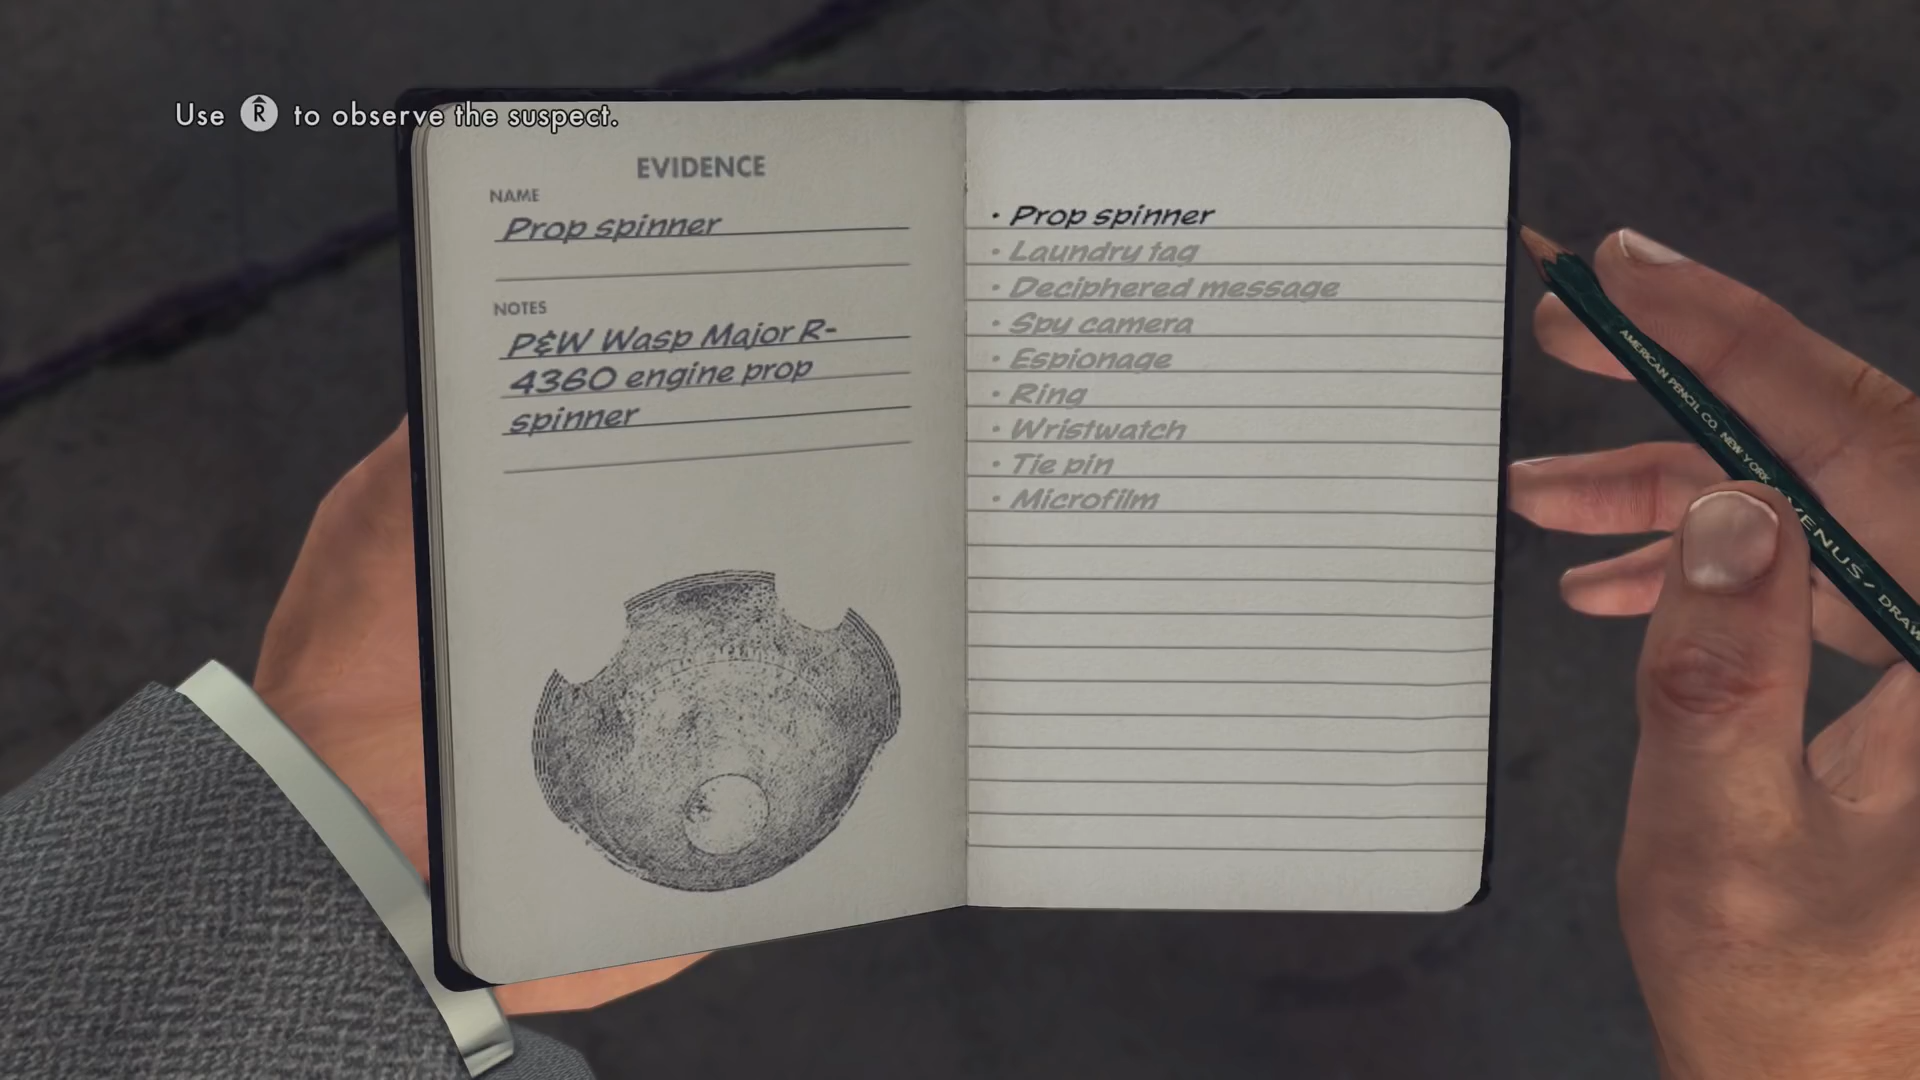 Use R to observe the suspect.
EVIDENCE
NAME
Prop spinner
NOTES
P&W Wasp Major R-
4360 engine prop
spinner
• Prop spinner
• Laundry tag
• Deciphered message
• Spy camera
• Espionage
• Ring
• Wristwatch
• Tie pin
• Microfilm
AMERICAN PENCIL CO. NEW YORK
VENUS
DRAW